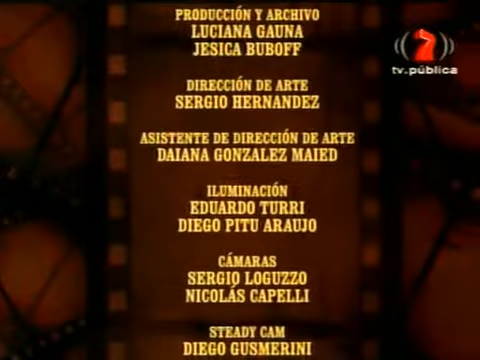 PRODUCCIÓN Y ARCHIVO
LUCIANA GAUNA
JESICA BUBOFF
7
tv.pública
DIRECCIÓN DE ARTE
SERGIO HERNANDEZ
ASISTENTE DE DIRECCIÓN DE ARTE
DAIANA GONZALEZ MAIED
ILUMINACIÓN
EDUARDO TURRI
DIEGO PITU ARAUJO
CÁMARAS
SERGIO LOGUZZO
NICOLÁS CAPELLI
STEADY CAM
DIEGO GUSMERINI